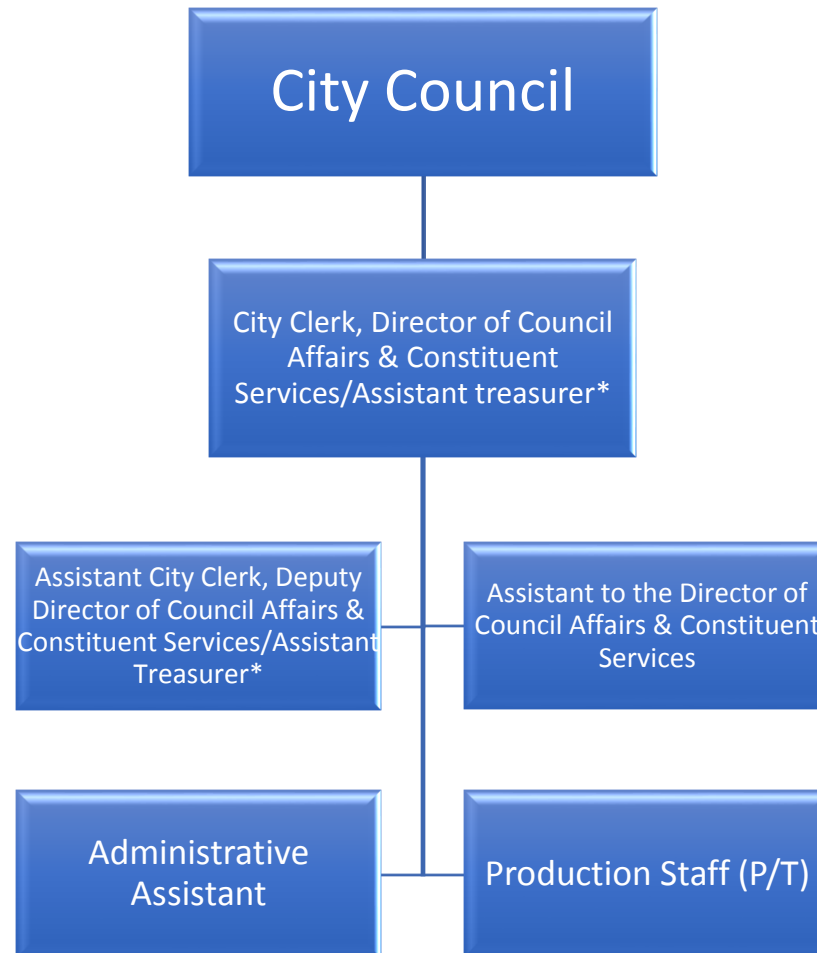 City Council
City Clerk, Director of Council
Affairs & Constituent
Services/Assistant treasurer*
Assistant City Clerk, Deputy
Director of Council Affairs &
Constituent Services/Assistant
Treasurer*
Assistant to the Director of
Council Affairs & Constituent
Services
Administrative
Assistant
Production Staff (P/T)